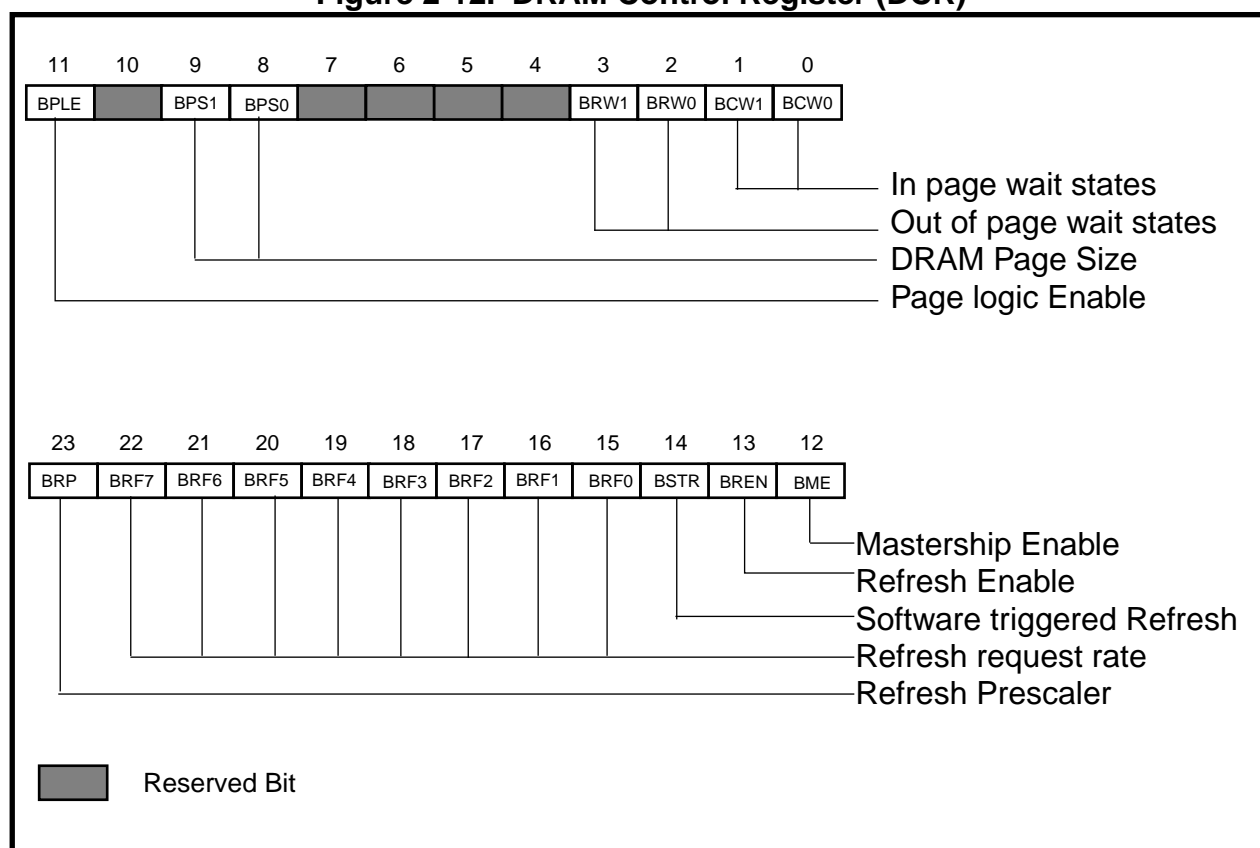 Figure 2-12. DRAM Control Register (DCR)
11 10 9 8 7 6 5 4 3 2 1 0
BPLE BPS1 BPS0 BRW1 BRW0 BCW1 BCW0
In page wait states
Out of page wait states
DRAM Page Size
Page logic Enable
23 22 21 20 19 18 17 16 15 14 13 12
BRP BRF7 BRF6 BRF5 BRF4 BRF3 BRF2 BRF1 BRF0 BSTR BREN BME
Mastership Enable
Refresh Enable
Software triggered Refresh
Refresh request rate
Refresh Prescaler
Reserved Bit